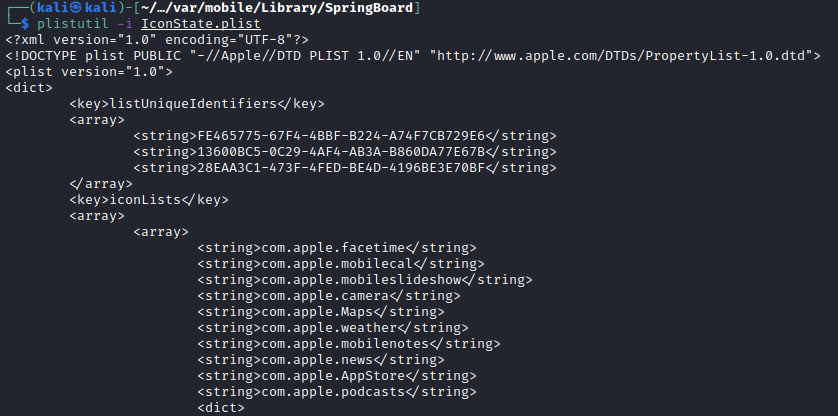 ┌──(kali㉿kali)-[~/…/var/mobile/Library/SpringBoard]
└─$ plistutil -i IconState.plist
<?xml version="1.0" encoding="UTF-8"?>
<!DOCTYPE plist PUBLIC "-//Apple//DTD PLIST 1.0//EN" "http://www.apple.com/DTDs/PropertyList-1.0.dtd">
<plist version="1.0">
<dict>
	<key>listUniqueIdentifiers</key>
	<array>
		<string>FE465775-67F4-4BBF-B224-A74F7CB729E6</string>
		<string>13600BC5-0C29-4AF4-AB3A-B860DA77E67B</string>
		<string>28EAA3C1-473F-4FED-BE4D-4196BE3E70BF</string>
	</array>
	<key>iconLists</key>
	<array>
		<array>
			<string>com.apple.facetime</string>
			<string>com.apple.mobilecal</string>
			<string>com.apple.mobileslideshow</string>
			<string>com.apple.camera</string>
			<string>com.apple.Maps</string>
			<string>com.apple.weather</string>
			<string>com.apple.mobilenotes</string>
			<string>com.apple.news</string>
			<string>com.apple.AppStore</string>
			<string>com.apple.podcasts</string>
			<dict>